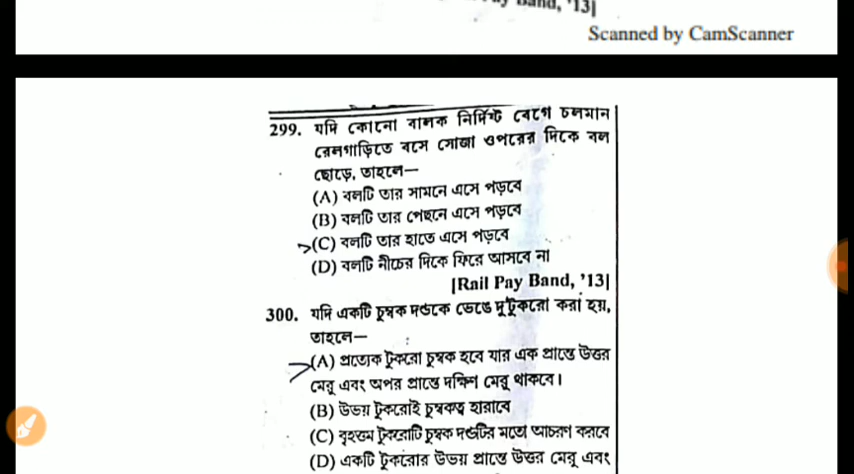 Band, '13]
Scanned by CamScanner
299. যদি কোনো বালক নির্দিষ্ট বেগে চলমান
রেলগাড়িতে বসে সোজা ওপরের দিকে বল
ছোড়ে, তাহলে—
(A) বলটি তার সামনে এসে পড়বে
(B) বলটি তার পেছনে এসে পড়বে
(C) বলটি তার হাতে এসে পড়বে
(D) বলটি নীচের দিকে ফিরে আসবে না
[Rail Pay Band, '13]
300. যদি একটি চুম্বক দণ্ডকে ভেঙে দুটুকরো করা হয়,
তাহলে—
(A) প্রত্যেক টুকরো চুম্বক হবে যার এক প্রান্তে উত্তর
মেরু এবং অপর প্রান্তে দক্ষিণ মেরু থাকবে।
(B) উভয় টুকরোই চুম্বকত্ব হারাবে
(C) বৃহত্তম টুকরোটি চুম্বক দণ্ডটির মতো আচরণ করবে
(D) একটি টুকরোর উভয় প্রান্তে উত্তর মেরু এবং